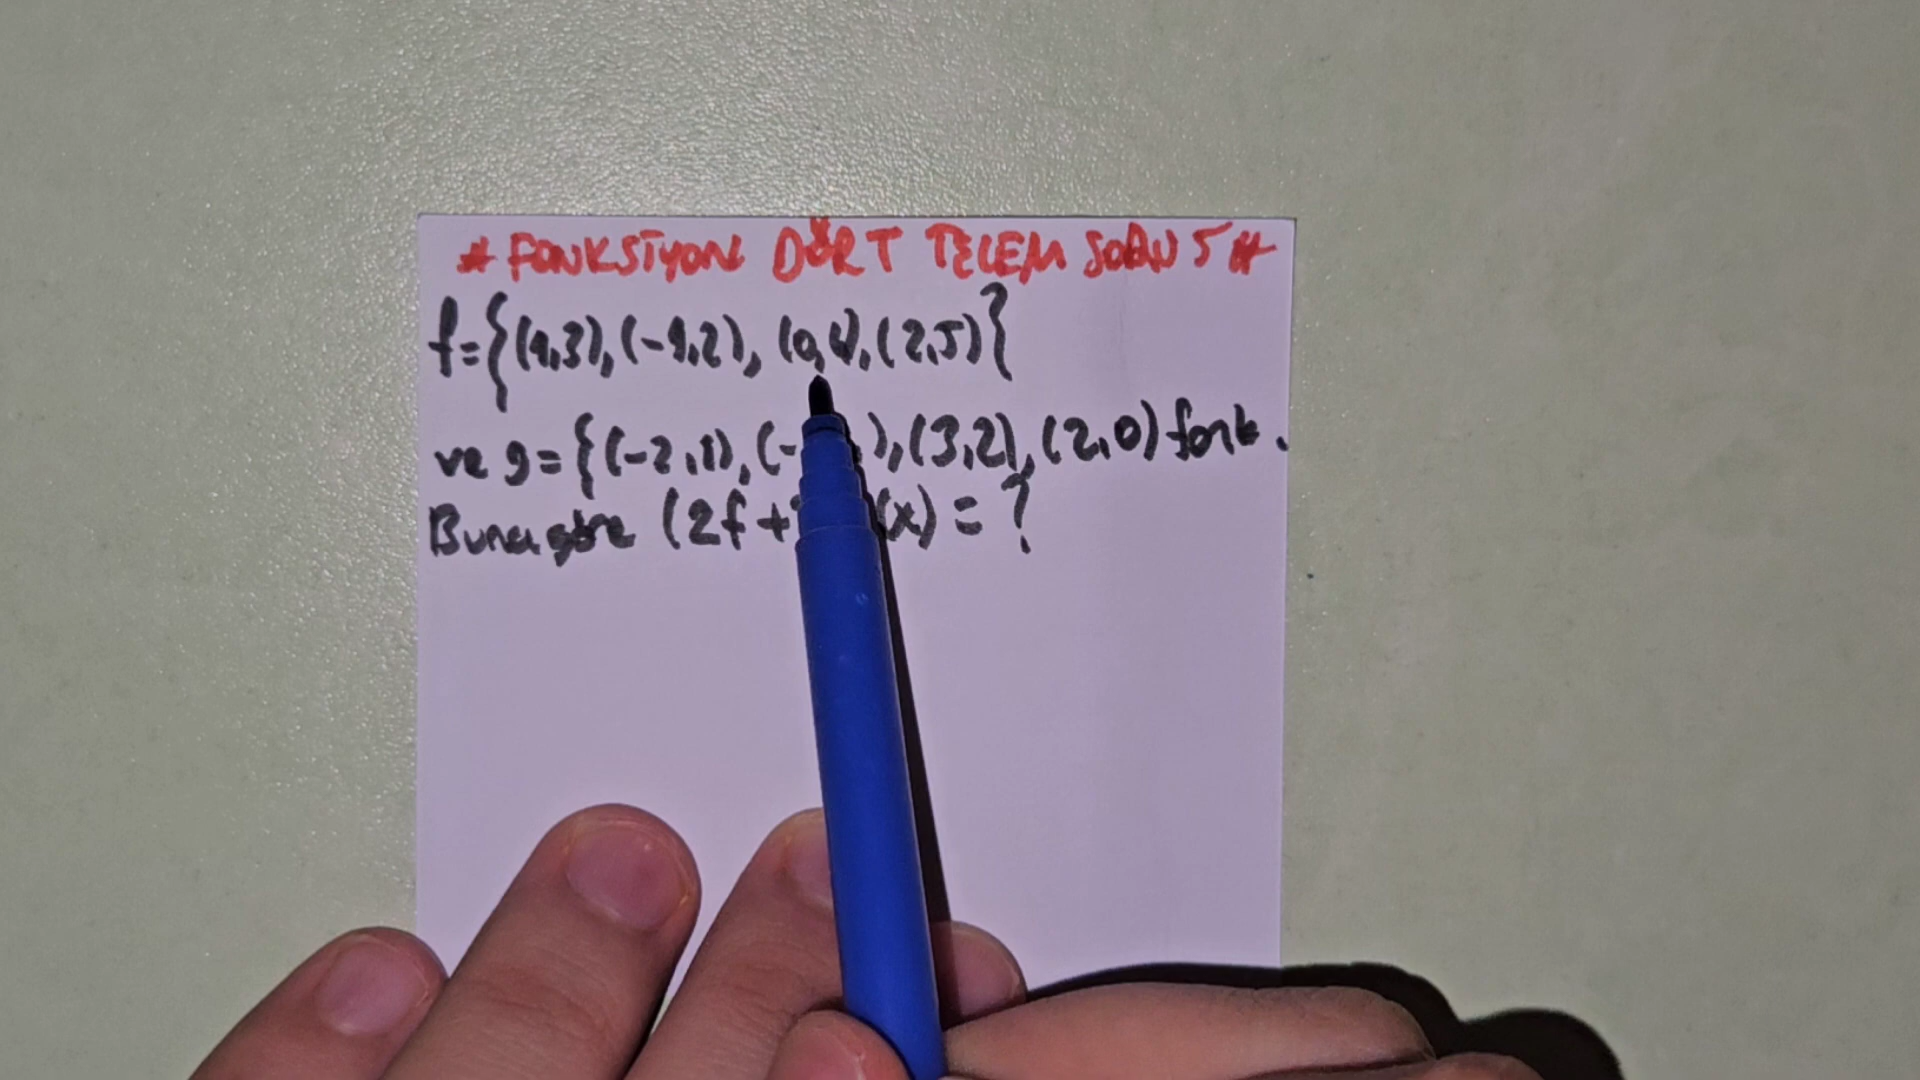 # FONKSİYON DÖRT İŞLEM SORU 5 #
f={(1,3),(-1,2), (0,4),(2,5)}
ve g={(-2,1),(- ),(3,2),(2,0) fonk.
Buna göre (2f+ (x) = ?